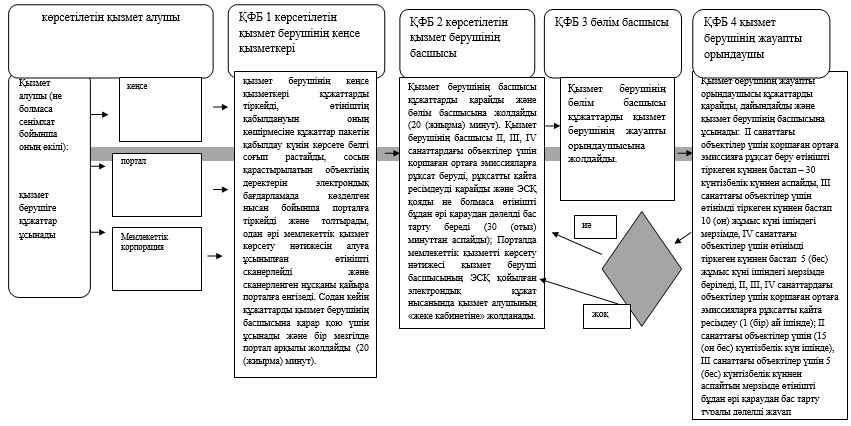 көрсетілетін қызмет алушы
ҚФБ 1 көрсетілетін
қызмет берушінің кеңсе
қызметкері
ҚФБ 2 көрсетілетін
қызмет берушінің
басшысы
ҚФБ 3 бөлім басшысы
ҚФБ 4 қызмет
берушінің жауапты
орындаушы
Қызмет
алушы (не
болмаса
сенімхат
бойынша
оның өкілі):
қызмет
берушіге
құжаттар
ұсынады
кеңсе
портал
Мемлекеттік
корпорация
қызмет берушінің кеңсе
қызметкері құжаттарды
тіркейді, өтініштің
қабылдауын оның
көшірмесіне құжаттар пакетін
қабылдау күнін көрсете белгі
соғып растайды, сосын
қарастырылатын объектінің
деректерін электрондық
бағдарламада көзделген
нысан бойынша порталға
тіркейді және толтырады,
одан әрі мемлекеттік қызмет
көрсету нәтижесін алуға
ұсынылған өтінішті
сканерлейді және
сканерленген нұсқаны қайыра
порталға енгізеді. Содан кейін
құжаттарды қызмет берушінің
басшысына қарар қою үшін
ұсынады және бір мезгілде
портал арқылы жолдайды (20
(жиырма) минут).
Қызмет берушінің басшысы
құжаттарды қарайды және
бөлім басшысына жолдайды
(20 (жиырма) минут). Қызмет
берушінің басшысы II, III, IV
санаттардағы объектілер үшін
қоршаған ортаға эмиссияларға
рұқсат беруді, рұқсатты қайта
ресімдеуді қарайды және ЭСҚ
қояды не болмаса өтінішті
бұдан әрі қараудан дәлелді бас
тарту береді (30 (отыз)
минуттан аспайды); Порталда
мемлекеттік қызметті көрсету
нәтижесі қызмет беруші
басшысының ЭСҚ қойылған
электрондық құжат
нысанында қызмет алушының
«жеке кабинетіне» жолданады.
Қызмет берушінің
бөлім басшысы
құжаттарды қызмет
берушінің жауапты
орындаушысына
жолдайды.
иә
жоқ
Қызмет берушінің жауапты
орындаушысы құжаттарды
қарайды, дайындайды және
қызмет берушінің басшысына
ұсынады: II санаттағы
объектілер үшін қоршаған ортаға
эмиссияға рұқсат беру өтінішті
тіркеген күннен бастап – 30
күнтізбелік күннен аспайды, III
санаттағы объектілер үшін
өтінімді тіркеген күннен бастап
10 (он) жұмыс күні ішіндегі
мерзімде, IV санаттағы
объектілер үшін өтінімді
тіркеген күннен бастап 5 (бес)
жұмыс күні ішіндегі мерзімде
беріледі, II, III, IV санаттардағы
объектілер үшін қоршаған ортаға
эмиссияларға рұқсатты қайта
ресімдеу (1 (бір) ай ішінде); II
санаттағы объектілер үшін (15
(он бес) күнтізбелік күн ішінде),
III санаттағы объектілер үшін 5
(бес) күнтізбелік күннен
аспайтын мерзімде өтінішті
бұдан әрі қараудан бас тарту
туралы дәлелді жауап